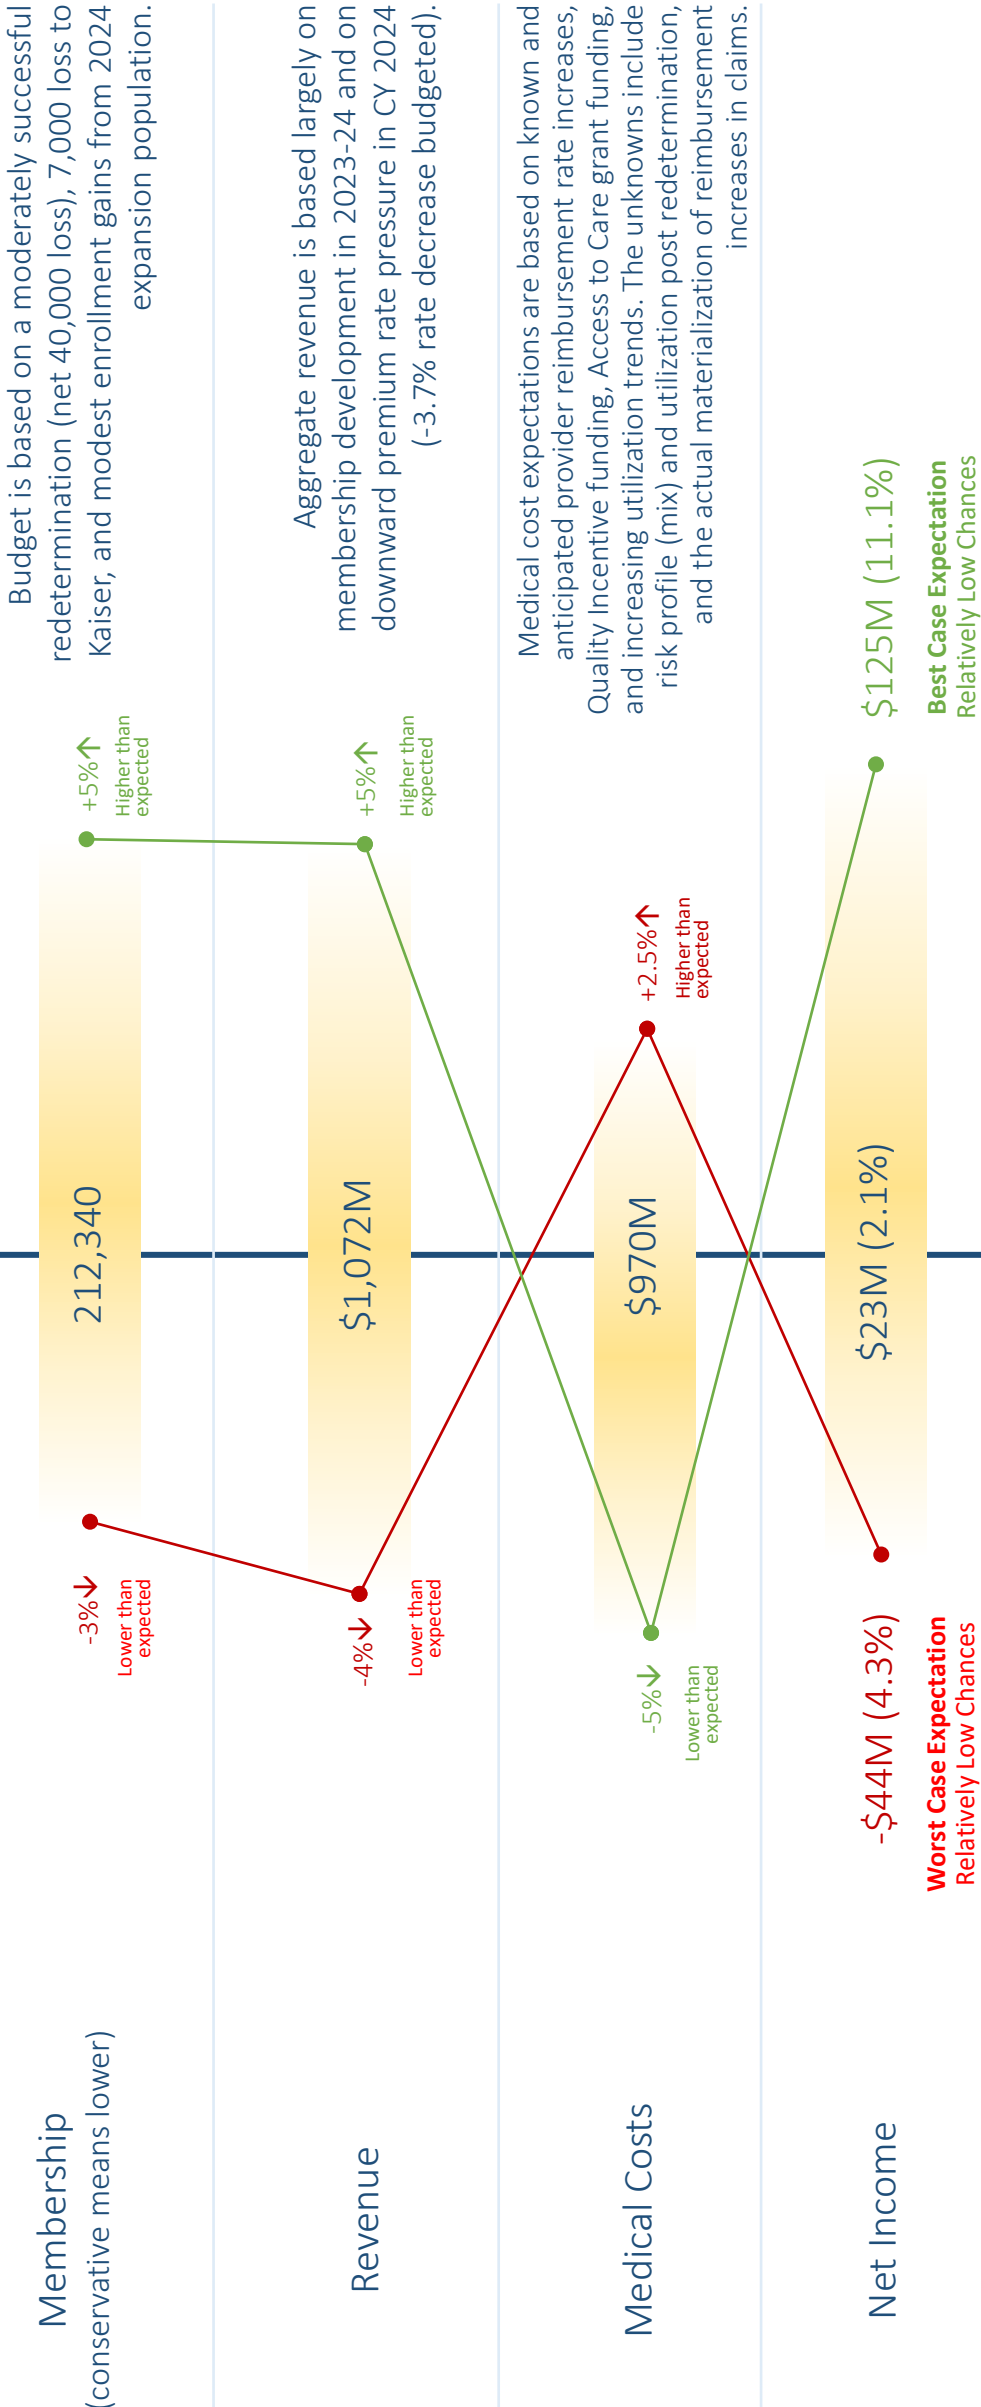 Membership
(conservative means lower)
-3%↓
Lower than
expected
212,340
+5%↑
Higher than
expected
Budget is based on a moderately successful
redetermination (net 40,000 loss), 7,000 loss to
Kaiser, and modest enrollment gains from 2024
expansion population.
Revenue
-4%↓
Lower than
expected
$1,072M
+5%↑
Higher than
expected
Aggregate revenue is based largely on
membership development in 2023-24 and on
downward premium rate pressure in CY 2024
(-3.7% rate decrease budgeted).
Medical Costs
-5%↓
Lower than
expected
$970M
+2.5%↑
Higher than
expected
Medical cost expectations are based on known and
anticipated provider reimbursement rate increases,
Quality Incentive funding, Access to Care grant funding,
and increasing utilization trends. The unknowns include
risk profile (mix) and utilization post redetermination,
and the actual materialization of reimbursement
increases in claims.
Net Income
-$44M (4.3%)
Worst Case Expectation
Relatively Low Chances
$23M (2.1%)
$125M (11.1%)
Best Case Expectation
Relatively Low Chances